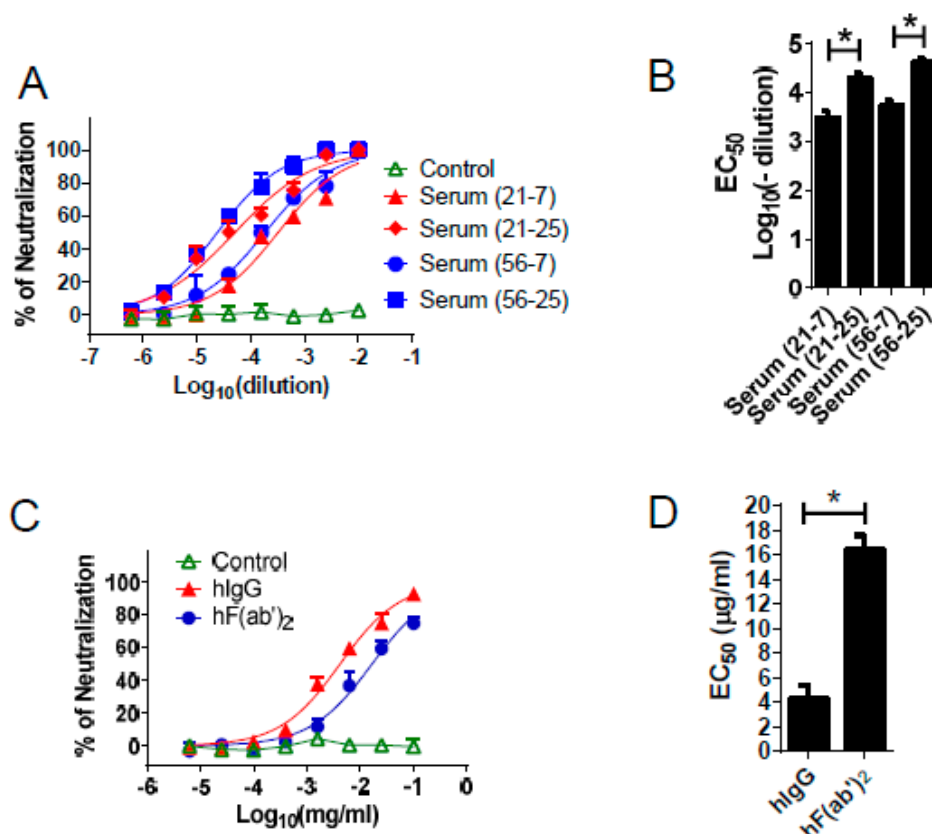 A
% of Neutralization
100
80
60
40
20
0
-7 -6 -5 -4 -3 -2 -1
Log10(dilution)
Control
Serum (21-7)
Serum (21-25)
Serum (56-7)
Serum (56-25)
B
EC50
Log10(- dilution)
5
4
3
2
1
0
* *
Serum (21-7)
Serum (21-25)
Serum (56-7)
Serum (56-25)
C
% of Neutralization
100
80
60
40
20
0
-6 -5 -4 -3 -2 -1 0
Log10(mg/ml)
Control
hIgG
hF(ab')2
D
EC50 (µg/ml)
20
18
16
14
12
10
8
6
4
2
0
*
hIgG
hF(ab')2